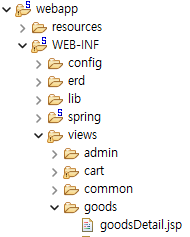 webapp
resources
WEB-INF
config
erd
lib
spring
views
admin
cart
common
goods
goodsDetail.jsp